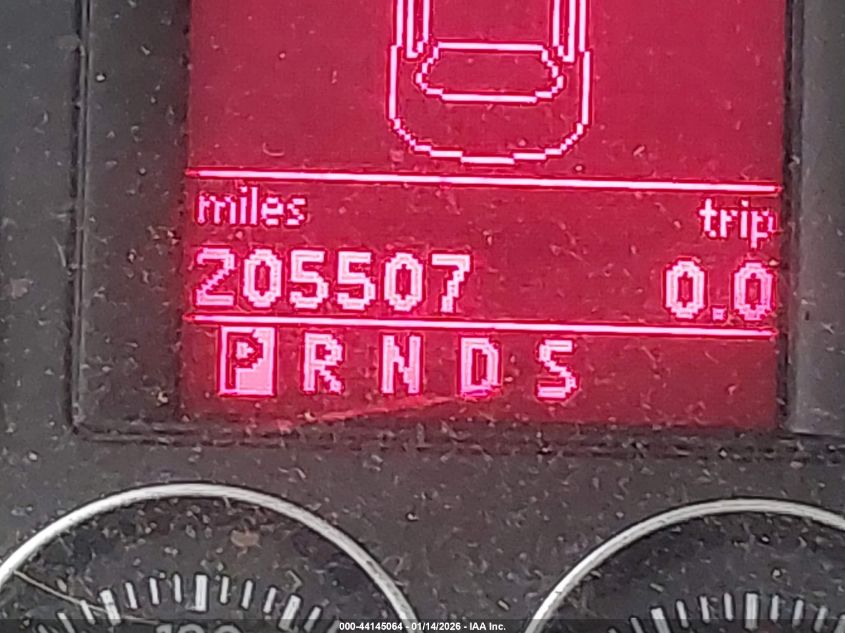 miles trip
205507 0.0
P R N D S
000-44145064 - 01/14/2026 - IAA Inc.